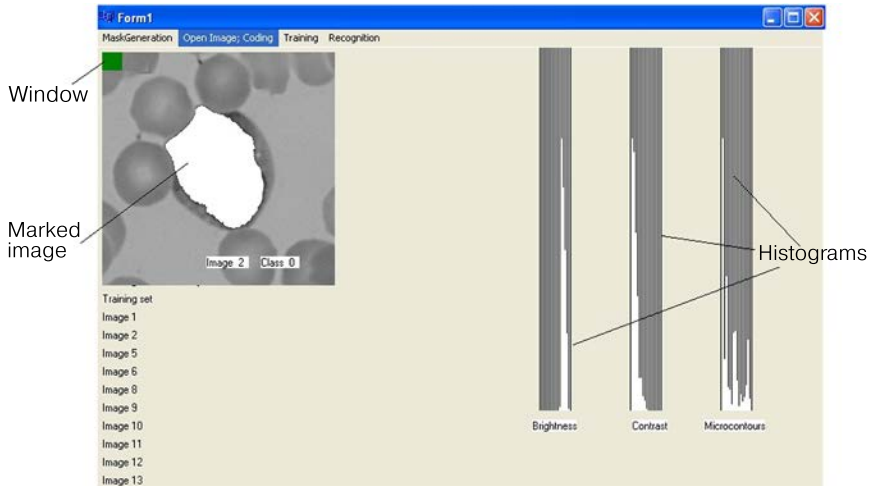 Form1
MaskGeneration Open Image; Coding Training Recognition
Window
Marked
image
Image 2 Class 0
Histograms
Training set
Image 1
Image 2
Image 5
Image 6
Image 8
Image 9
Image 10
Image 11
Image 12
Image 13
Brightness Contrast Microcontours